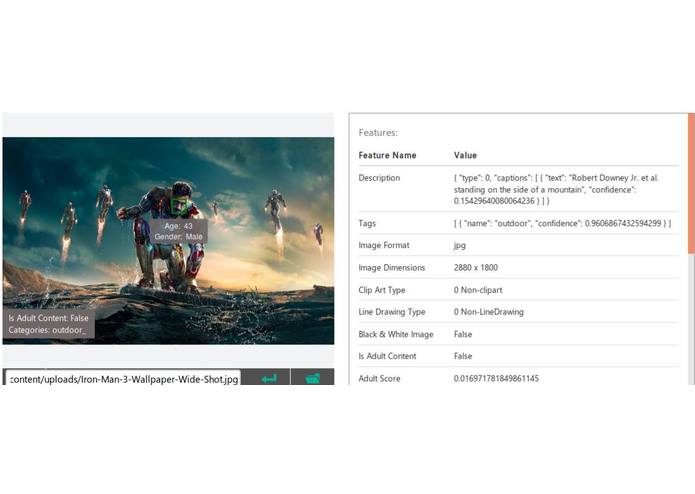 Age: 43
Gender: Male
Is Adult Content: False
Categories: outdoor_
content/uploads/Iron-Man-3-Wallpaper-Wide-Shot.jpg
Features:
Feature Name Value
Description { "type": 0, "captions": [ { "text": "Robert Downey Jr. et al.
standing on the side of a mountain", "confidence":
0.15429640080064236 } ] }
Tags [ { "name": "outdoor", "confidence": 0.9606867432594299 } ]
Image Format jpg
Image Dimensions 2880 x 1800
Clip Art Type 0 Non-clipart
Line Drawing Type 0 Non-LineDrawing
Black & White Image False
Is Adult Content False
Adult Score 0.016971781849861145